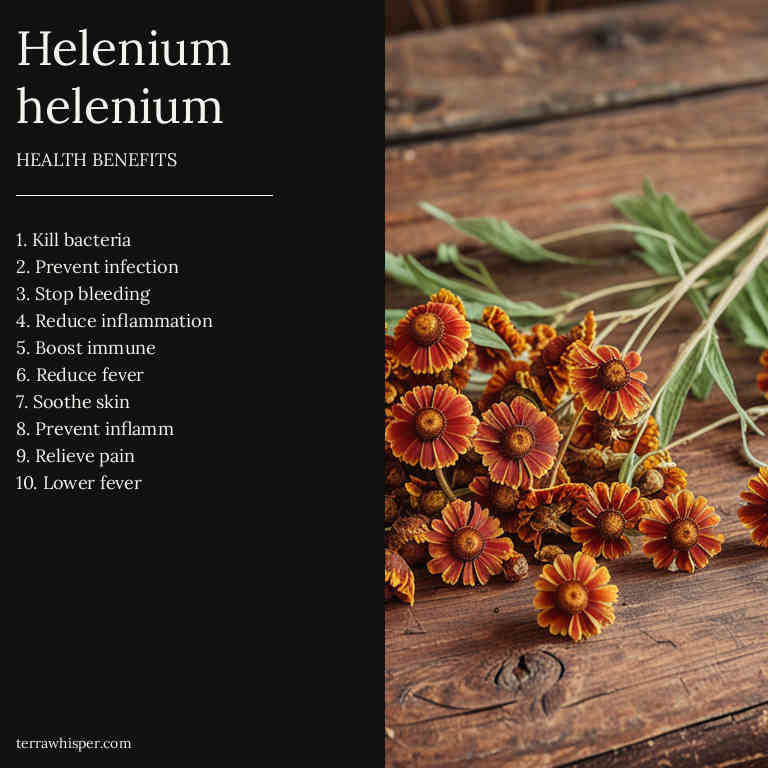 Helenium
helenium
HEALTH BENEFITS
1. Kill bacteria
2. Prevent infection
3. Stop bleeding
4. Reduce inflammation
5. Boost immune
6. Reduce fever
7. Soothe skin
8. Prevent inflamm
9. Relieve pain
10. Lower fever
terrawhisper.com